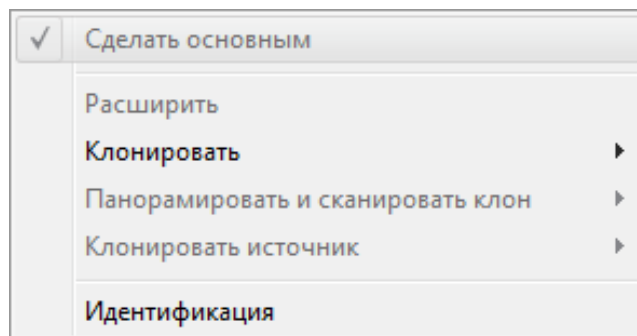 Сделать основным
Расширить
Клонировать
Панорамировать и сканировать клон
Клонировать источник
Идентификация